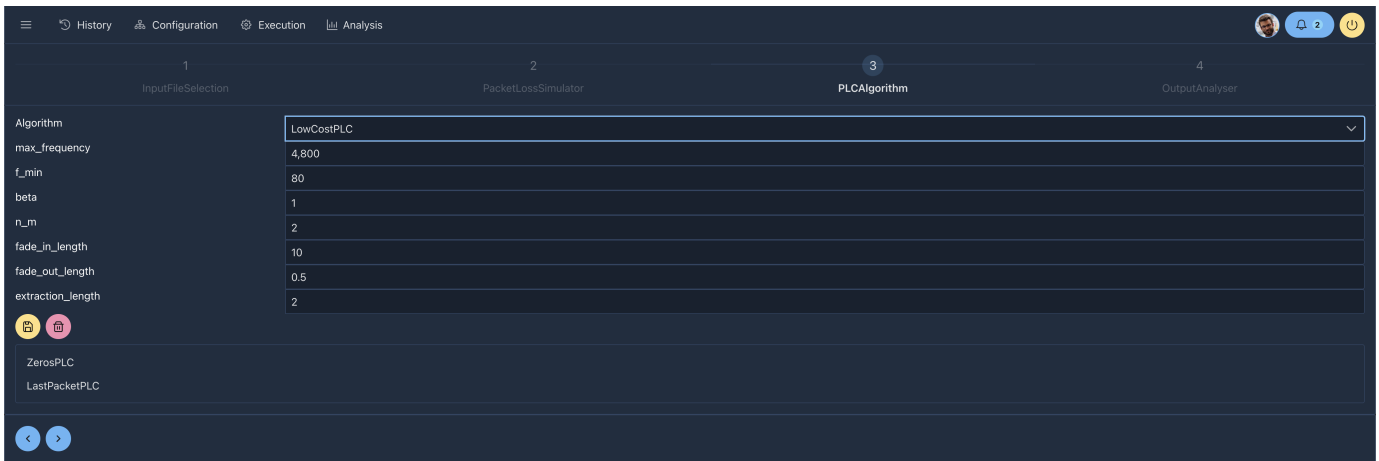 History Configuration Execution Analysis 2
1 2 3 4
InputFileSelection PacketLossSimulator PLCAlgorithm OutputAnalyser
Algorithm LowCostPLC
max_frequency 4,800
f_min 80
beta 1
n_m 2
fade_in_length 10
fade_out_length 0.5
extraction_length 2
ZerosPLC
LastPacketPLC